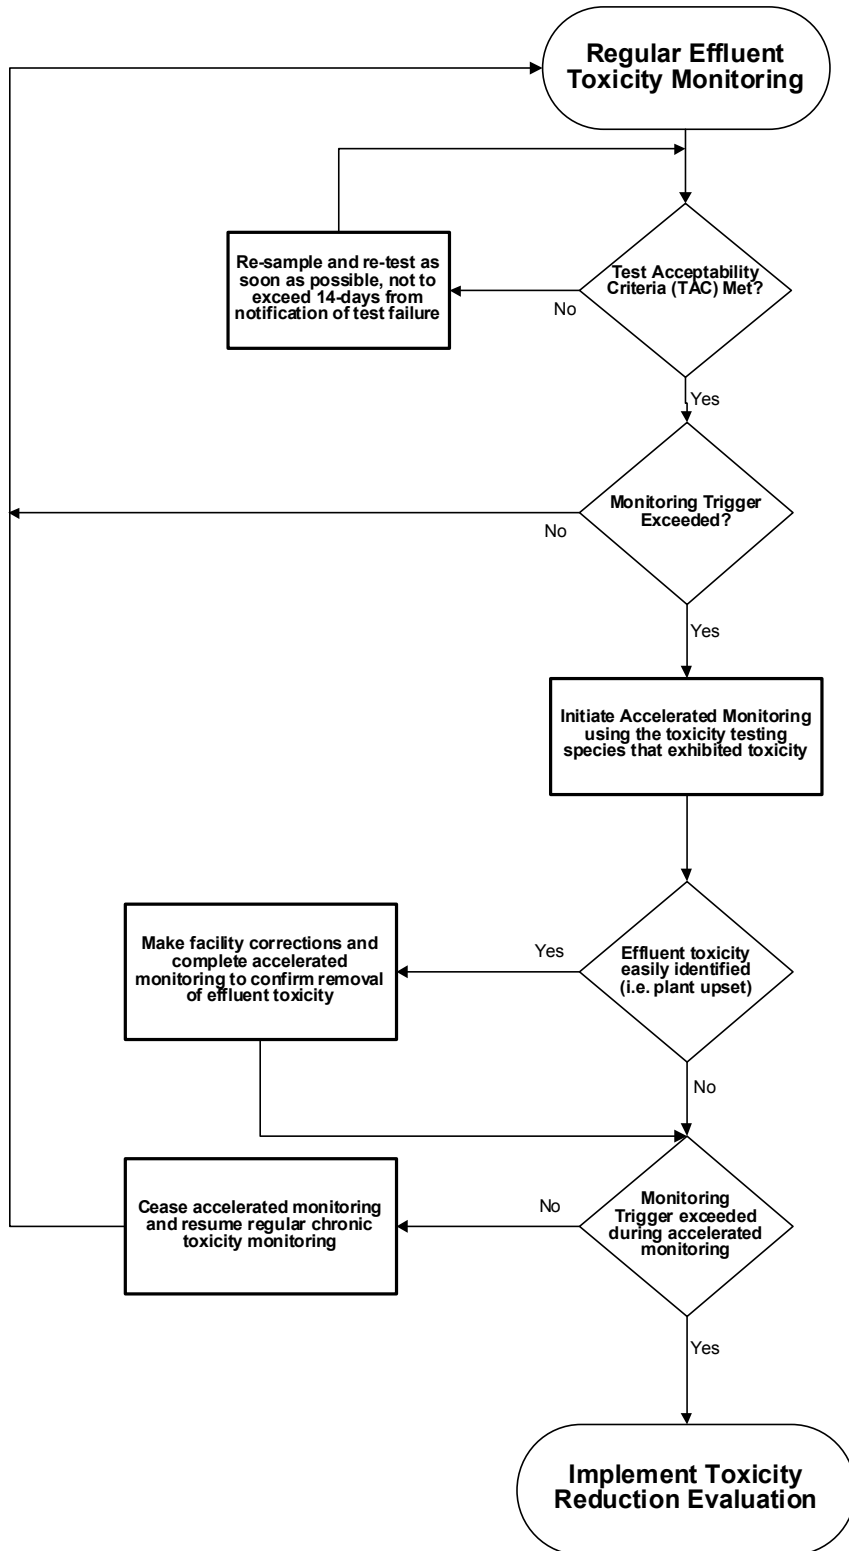 Regular Effluent
Toxicity Monitoring
Re-sample and re-test as
soon as possible, not to
exceed 14-days from
notification of test failure
Test Acceptability
Criteria (TAC) Met?
No
Yes
Monitoring Trigger
Exceeded?
No
Yes
Initiate Accelerated Monitoring
using the toxicity testing
species that exhibited toxicity
Make facility corrections and
complete accelerated
monitoring to confirm removal
of effluent toxicity
Yes
Effluent toxicity
easily identified
(i.e. plant upset)
No
Cease accelerated monitoring
and resume regular chronic
toxicity monitoring
No
Monitoring
Trigger exceeded
during accelerated
monitoring
Yes
Implement Toxicity
Reduction Evaluation